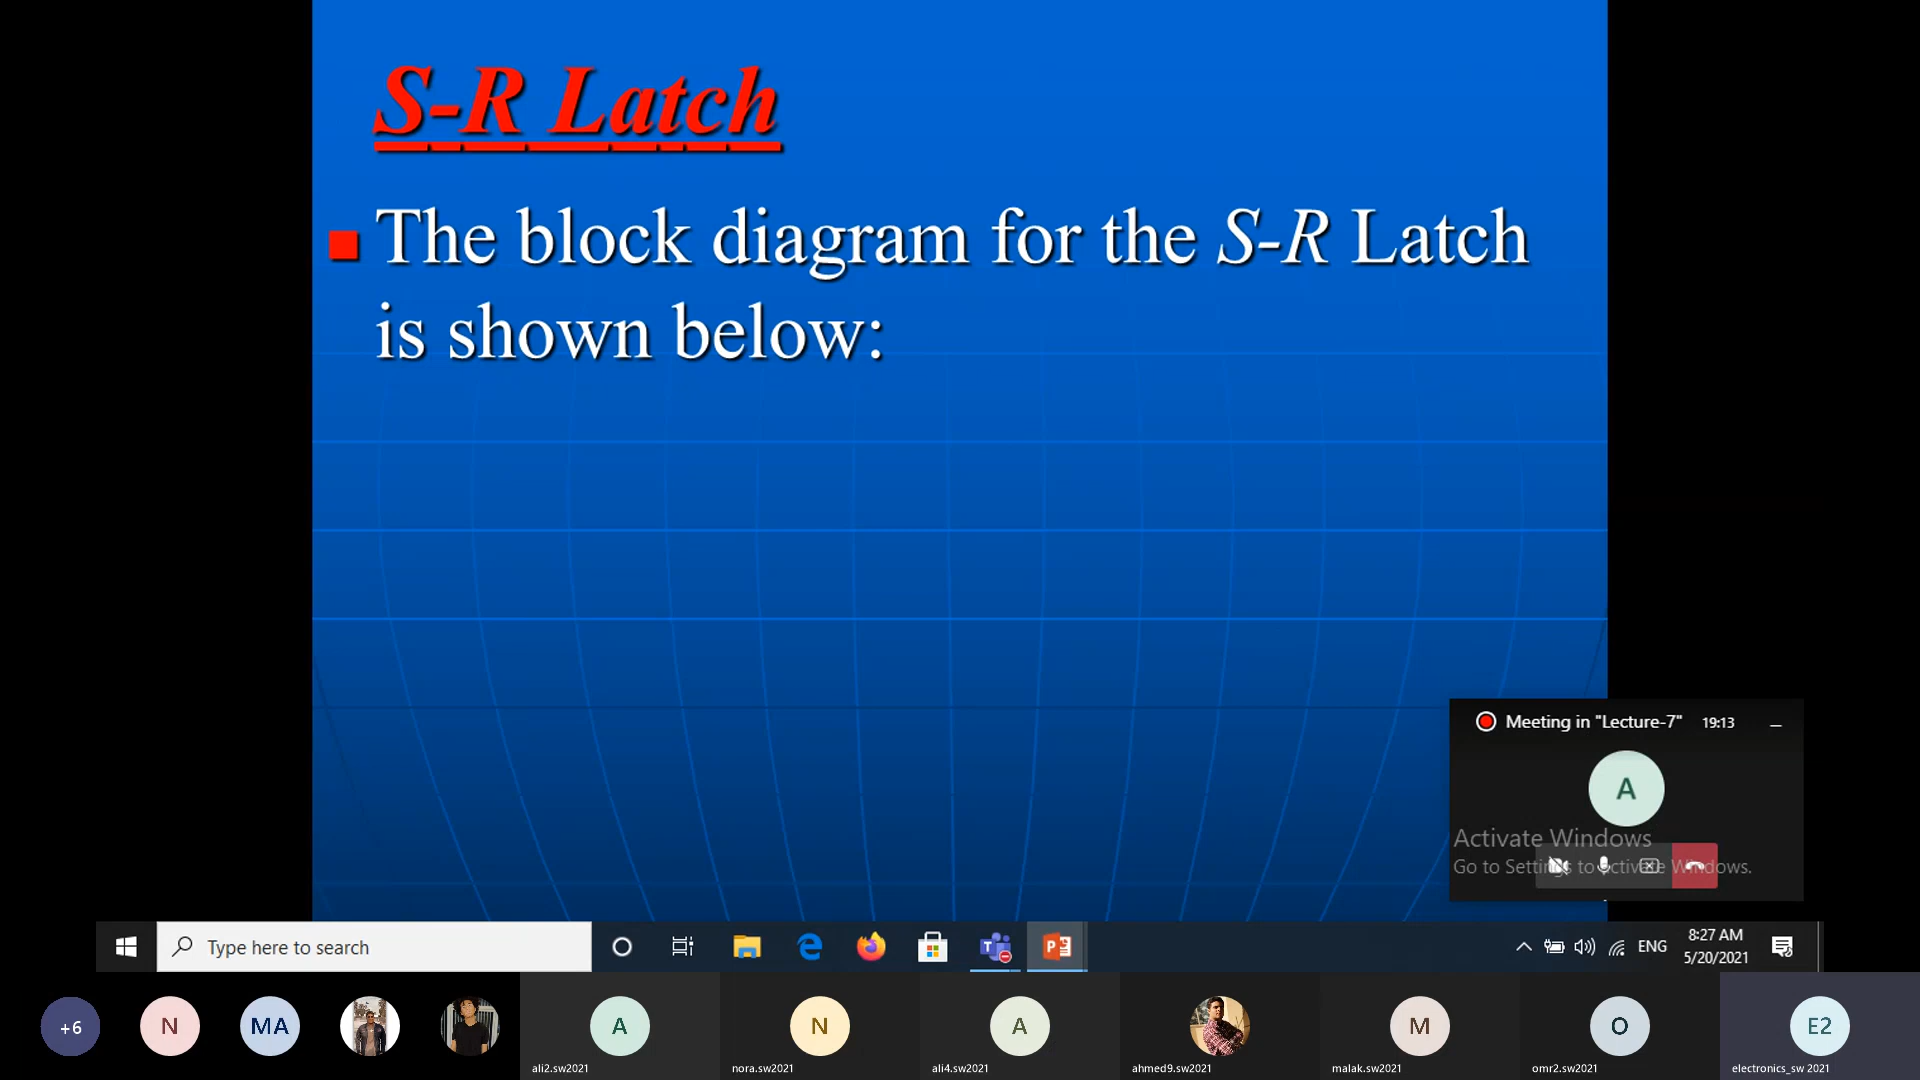 S-R Latch
The block diagram for the S-R Latch
is shown below:
Meeting in "Lecture-7" 19:13
A
Activate Windows
Go to Settings to activate Windows.
Type here to search
ENG
8:27 AM
5/20/2021
+6
N
MA
A
N
A
M
O
E2
ali2.sw2021
nora.sw2021
ali4.sw2021
ahmed9.sw2021
malak.sw2021
omr2.sw2021
electronics_sw 2021